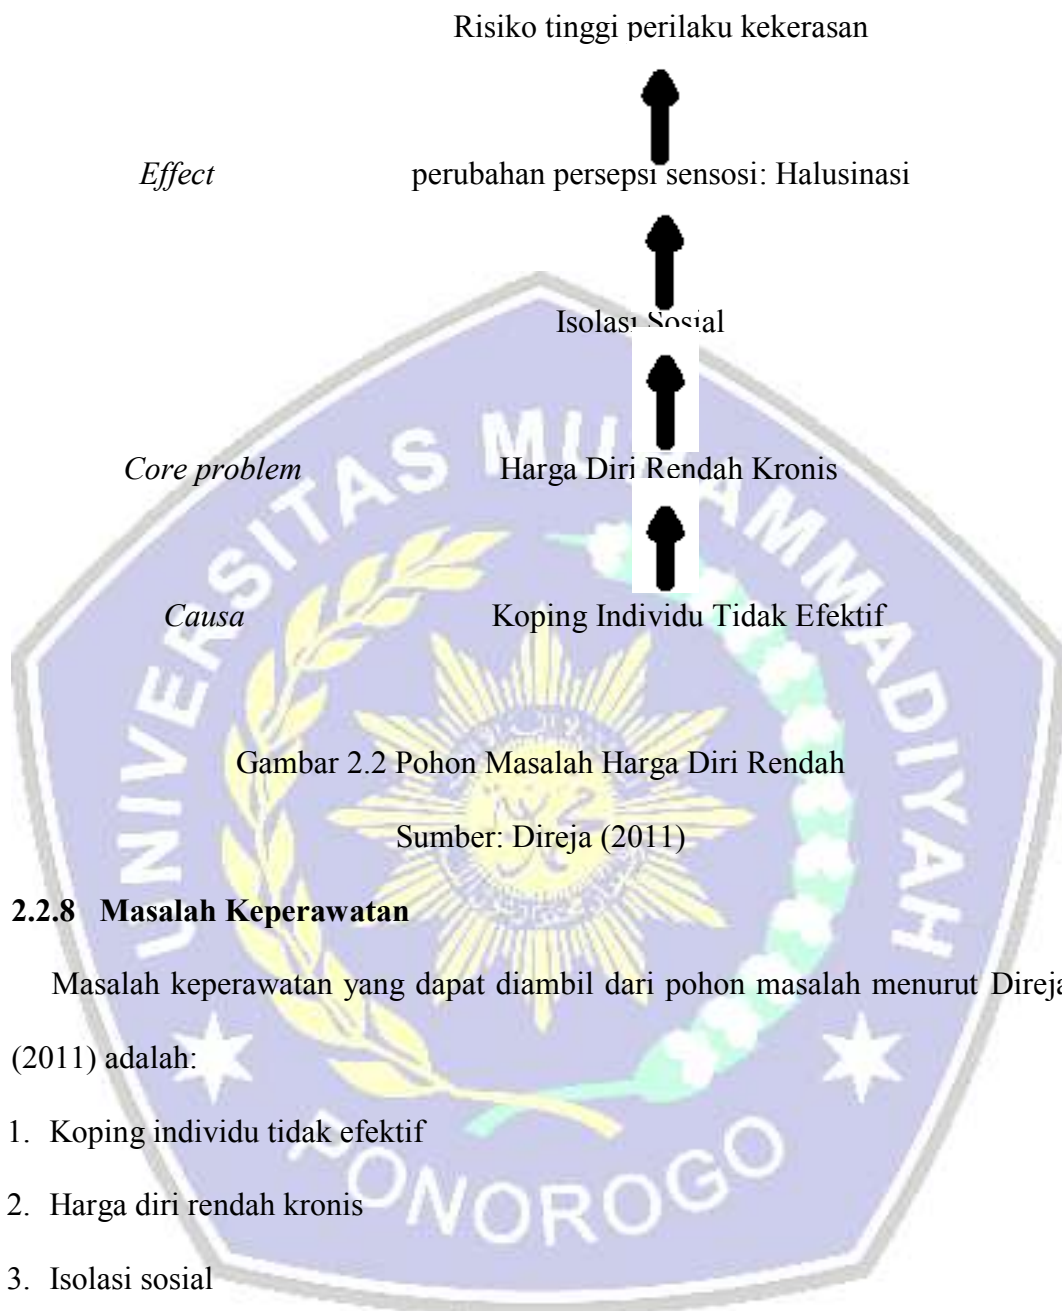 Risiko tinggi perilaku kekerasan
Effect perubahan persepsi sensosi: Halusinasi
Isolasi Sosial
Core problem Harga Diri Rendah Kronis
Causa Koping Individu Tidak Efektif
Gambar 2.2 Pohon Masalah Harga Diri Rendah
Sumber: Direja (2011)
2.2.8 Masalah Keperawatan
Masalah keperawatan yang dapat diambil dari pohon masalah menurut Direja
(2011) adalah:
1. Koping individu tidak efektif
2. Harga diri rendah kronis
3. Isolasi sosial
UNIVERSITAS MUHAMMADIYAH
PONOROGO